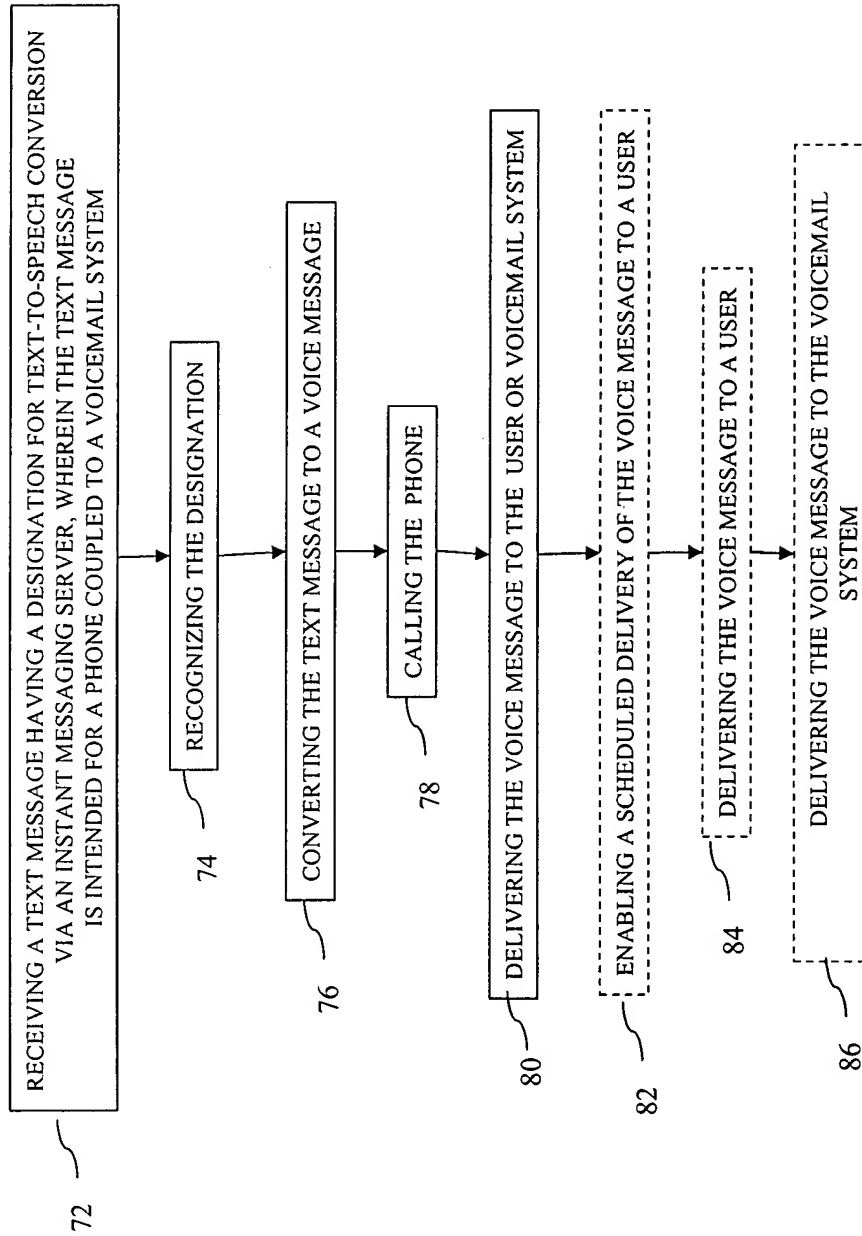 RECEIVING A TEXT MESSAGE HAVING A DESIGNATION FOR TEXT-TO-SPEECH CONVERSION
VIA AN INSTANT MESSAGING SERVER, WHEREIN THE TEXT MESSAGE
IS INTENDED FOR A PHONE COUPLED TO A VOICEMAIL SYSTEM
72
RECOGNIZING THE DESIGNATION
74
CONVERTING THE TEXT MESSAGE TO A VOICE MESSAGE
76
CALLING THE PHONE
78
DELIVERING THE VOICE MESSAGE TO THE USER OR VOICEMAIL SYSTEM
80
ENABLING A SCHEDULED DELIVERY OF THE VOICE MESSAGE TO A USER
82
DELIVERING THE VOICE MESSAGE TO A USER
84
DELIVERING THE VOICE MESSAGE TO THE VOICEMAIL
SYSTEM
86